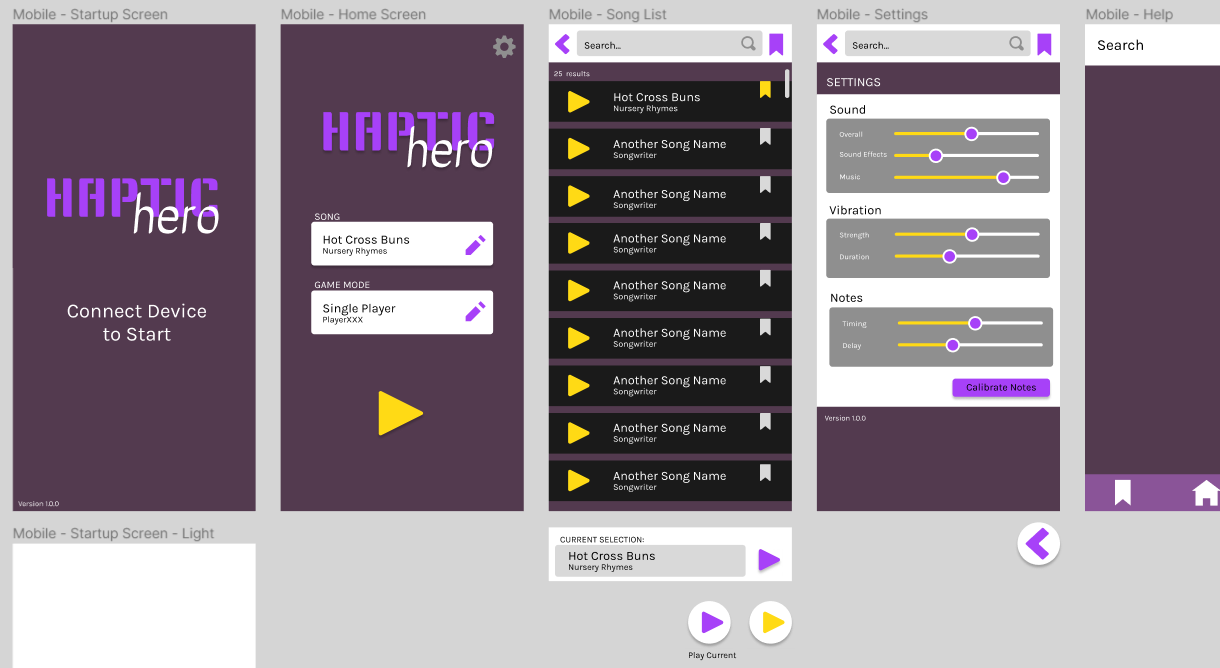 Mobile - Startup Screen
HAPTIC
hero
Connect Device
to Start
Version 1.0.0
Mobile - Home Screen
HAPTIC
hero
SONG
Hot Cross Buns
Nursery Rhymes
GAME MODE
Single Player
PlayerXXX
Mobile - Song List
Search...
25 results
Hot Cross Buns
Nursery Rhymes
Another Song Name
Songwriter
Another Song Name
Songwriter
Another Song Name
Songwriter
Another Song Name
Songwriter
Another Song Name
Songwriter
Another Song Name
Songwriter
Another Song Name
Songwriter
Another Song Name
Songwriter
CURRENT SELECTION:
Hot Cross Buns
Nursery Rhymes
Play Current
Mobile - Settings
Search...
SETTINGS
Sound
Overall
Sound Effects
Music
Vibration
Strength
Duration
Notes
Timing
Delay
Calibrate Notes
Version 1.0.0
Mobile - Help
Search
Mobile - Startup Screen - Light